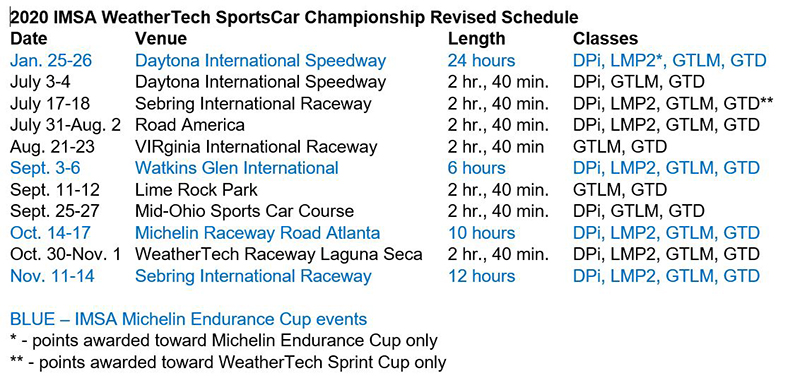 2020 IMSA WeatherTech SportsCar Championship Revised Schedule
Date Venue Length Classes
Jan. 25-26 Daytona International Speedway 24 hours DPi, LMP2*, GTLM, GTD
July 3-4 Daytona International Speedway 2 hr., 40 min. DPi, GTLM, GTD
July 17-18 Sebring International Raceway 2 hr., 40 min. DPi, LMP2, GTLM, GTD**
July 31-Aug. 2 Road America 2 hr., 40 min. DPi, LMP2, GTLM, GTD
Aug. 21-23 VIRginia International Raceway 2 hr., 40 min GTLM, GTD
Sept. 3-6 Watkins Glen International 6 hours DPi, LMP2, GTLM, GTD
Sept. 11-12 Lime Rock Park 2 hr., 40 min. GTLM, GTD
Sept. 25-27 Mid-Ohio Sports Car Course 2 hr., 40 min. DPi, GTLM, GTD
Oct. 14-17 Michelin Raceway Road Atlanta 10 hours DPi, LMP2, GTLM, GTD
Oct. 30-Nov. 1 WeatherTech Raceway Laguna Seca 2 hr., 40 min. DPi, LMP2, GTLM, GTD
Nov. 11-14 Sebring International Raceway 12 hours DPi, LMP2, GTLM, GTD
BLUE – IMSA Michelin Endurance Cup events
* - points awarded toward Michelin Endurance Cup only
** - points awarded toward WeatherTech Sprint Cup only